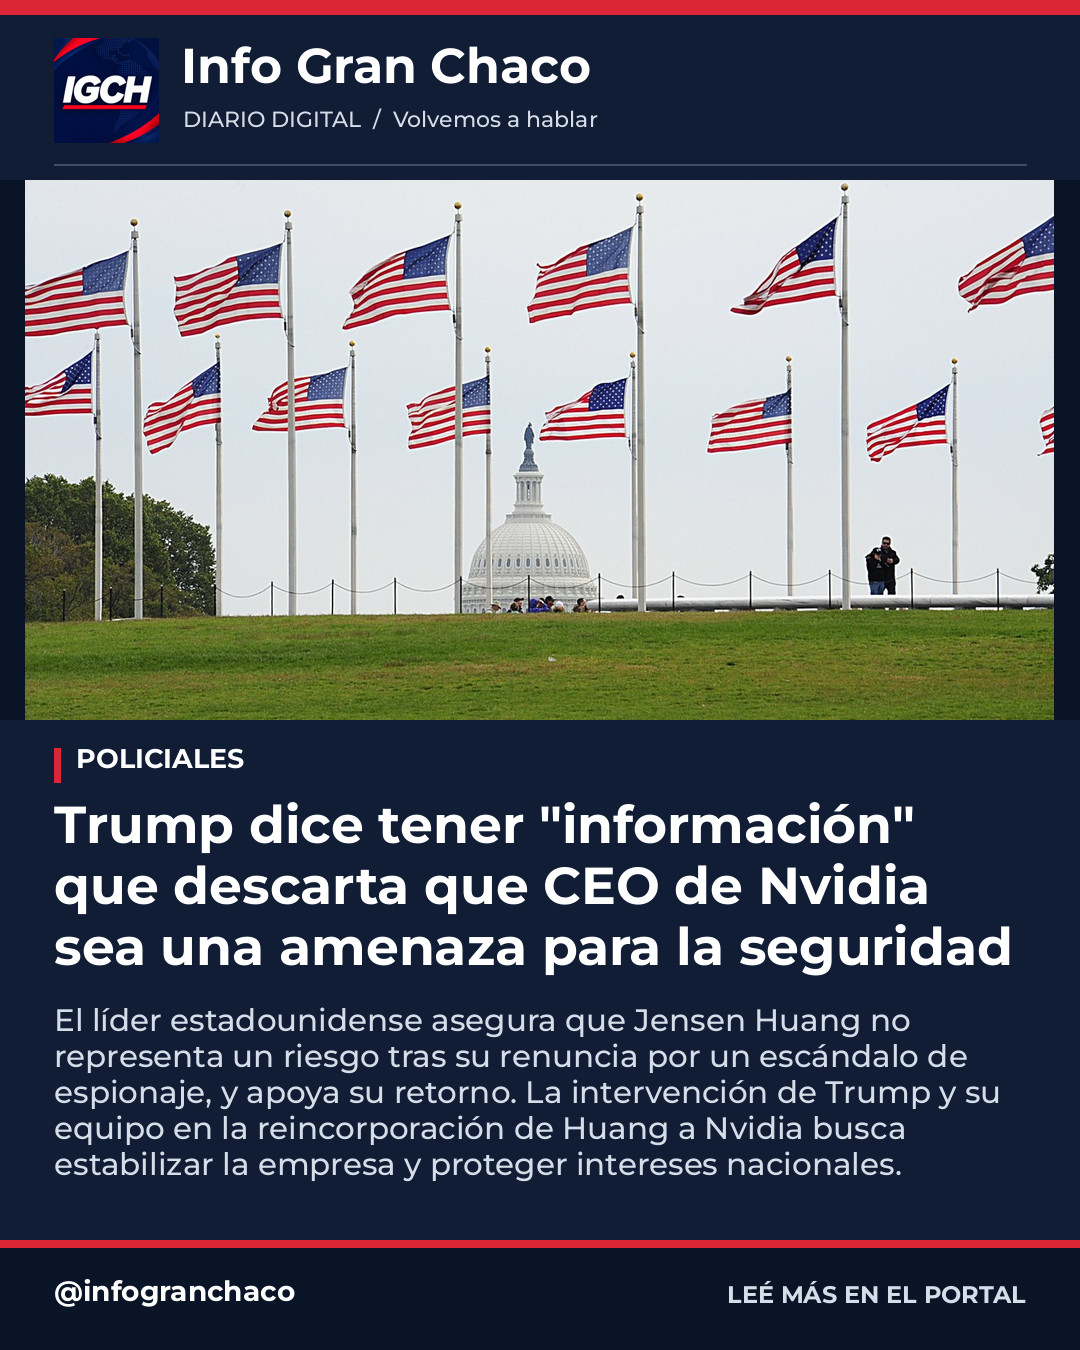 IGCH
Info Gran Chaco
DIARIO DIGITAL / Volvemos a hablar
POLICIALES
Trump dice tener "información"
que descarta que CEO de Nvidia
sea una amenaza para la seguridad
El líder estadounidense asegura que Jensen Huang no
representa un riesgo tras su renuncia por un escándalo de
espionaje, y apoya su retorno. La intervención de Trump y su
equipo en la reincorporación de Huang a Nvidia busca
estabilizar la empresa y proteger intereses nacionales.
@infogranchaco
LEÉ MÁS EN EL PORTAL